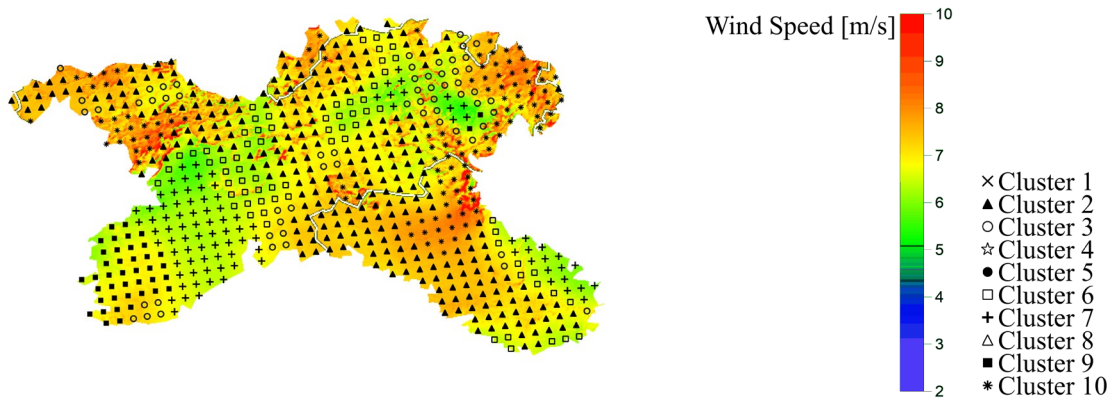 Wind Speed [m/s]
10
9
8
7
6
5
4
3
2
Cluster 1
Cluster 2
Cluster 3
Cluster 4
Cluster 5
Cluster 6
Cluster 7
Cluster 8
Cluster 9
Cluster 10